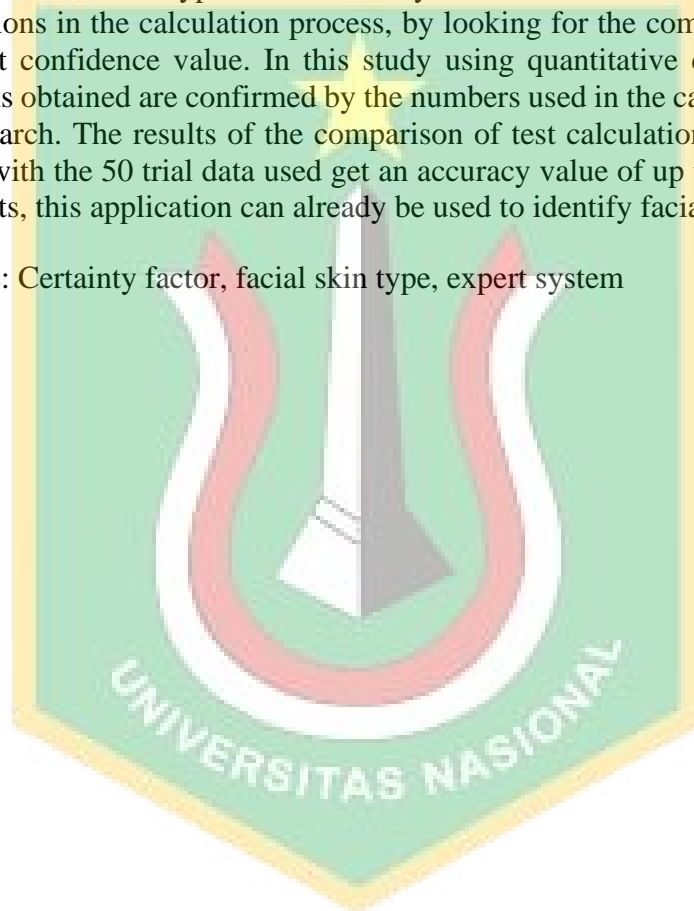 ions in the calculation process, by looking for the com
t confidence value. In this study using quantitative
s obtained are confirmed by the numbers used in the ca
arch. The results of the comparison of test calculation
with the 50 trial data used get an accuracy value of up
ts, this application can already be used to identify facia
: Certainty factor, facial skin type, expert system
UNIVERSITAS NASIONAL